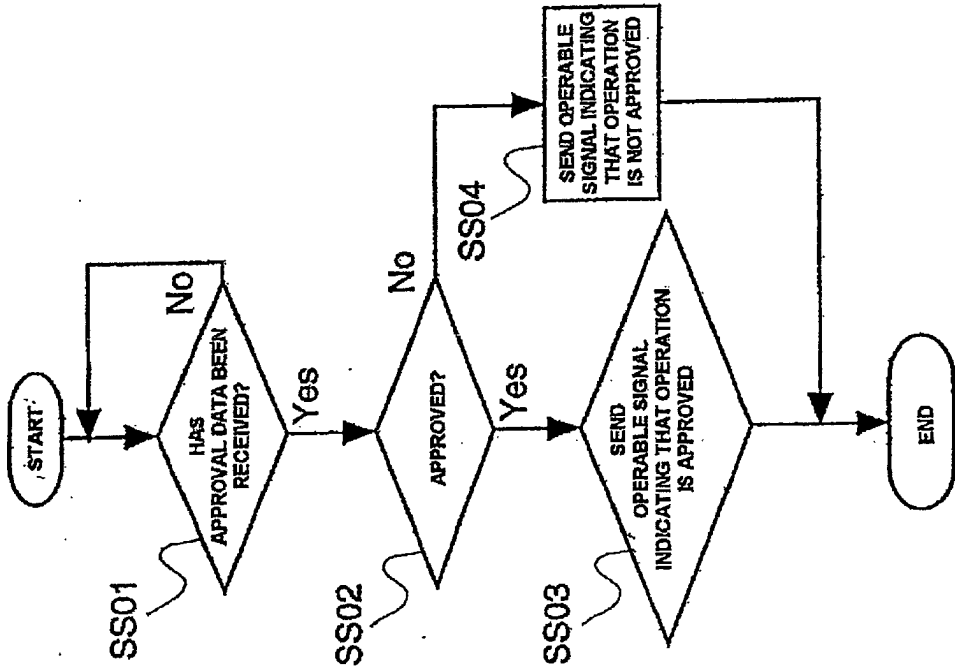 START
HAS
APPROVAL DATA BEEN
RECEIVED?
No
SS01
Yes
APPROVED?
No
SS02
Yes
SEND
OPERABLE SIGNAL
INDICATING THAT OPERATION
IS APPROVED
SS03
SEND OPERABLE
SIGNAL INDICATING
THAT OPERATION
IS NOT APPROVED
SS04
END